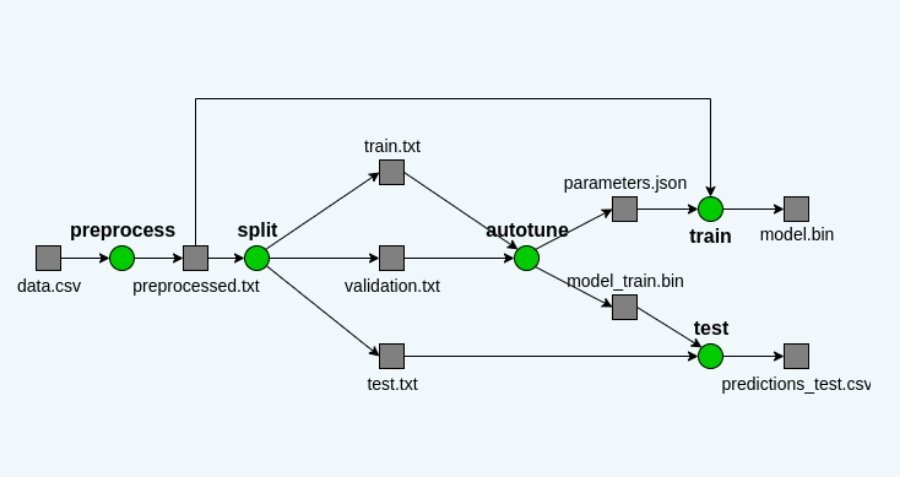 train.txt
parameters.json
preprocess
split
autotune
train
model.bin
data.csv
preprocessed.txt
validation.txt
model_train.bin
test
test.txt
predictions_test.csv